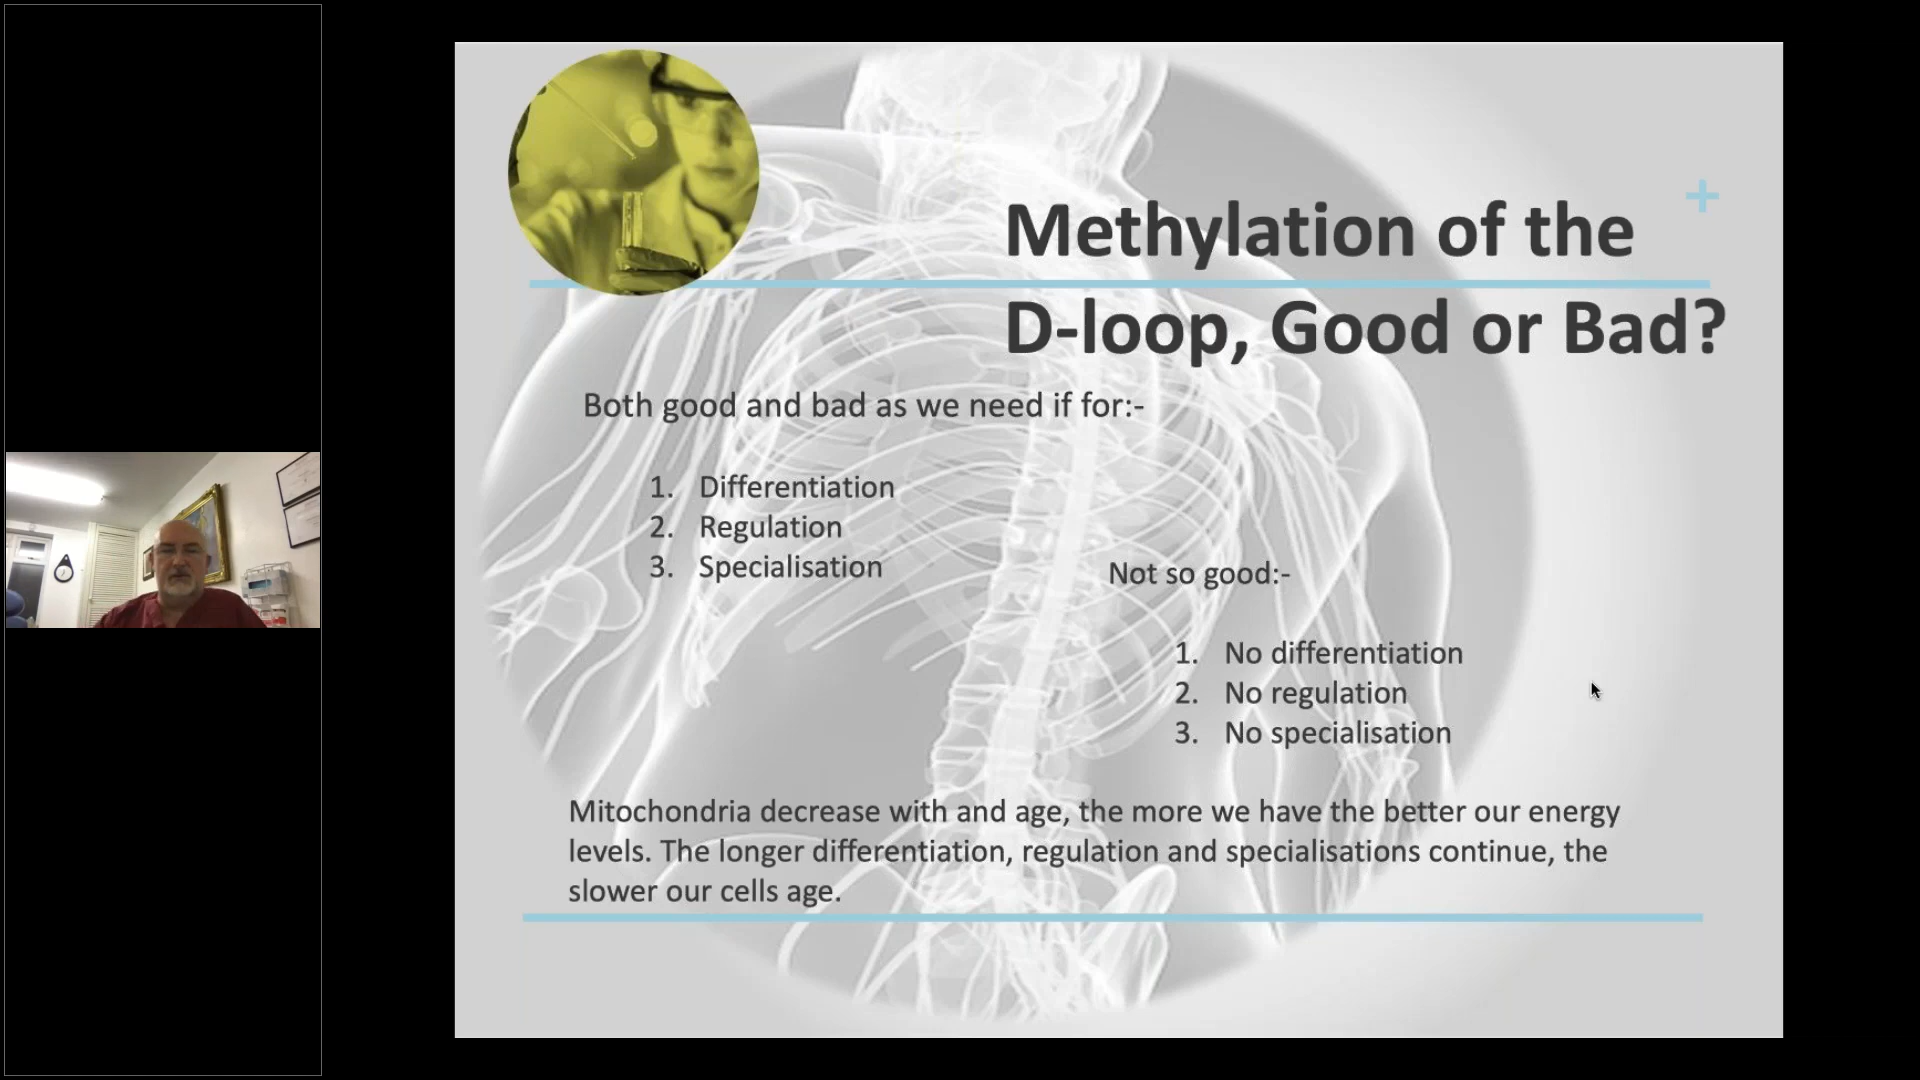 Methylation of the
D-loop, Good or Bad?
Both good and bad as we need if for:-
1. Differentiation
2. Regulation
3. Specialisation
Not so good:-
1. No differentiation
2. No regulation
3. No specialisation
Mitochondria decrease with and age, the more we have the better our energy
levels. The longer differentiation, regulation and specialisations continue, the
slower our cells age.